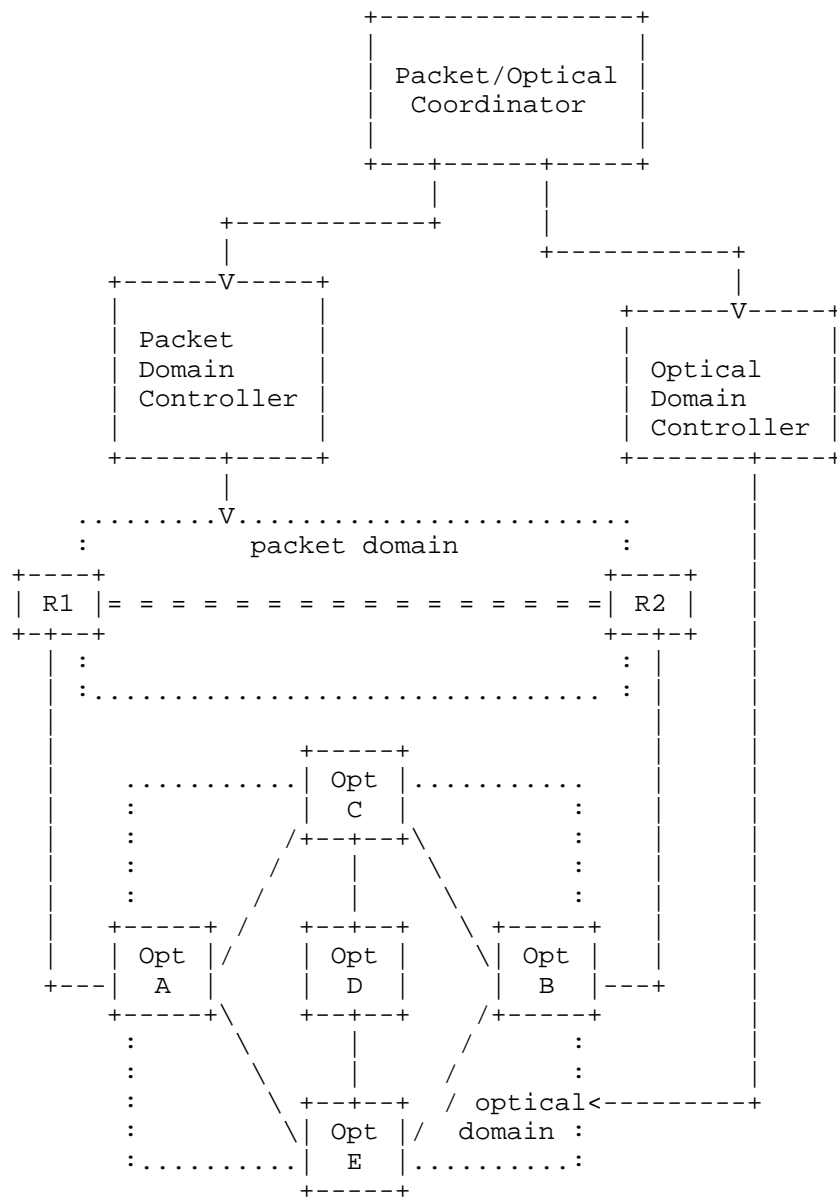 Packet/Optical
Coordinator
Packet
Domain
Controller
Optical
Domain
Controller
packet domain
R1
R2
Opt
C
Opt
A
Opt
D
Opt
B
optical
domain
Opt
E